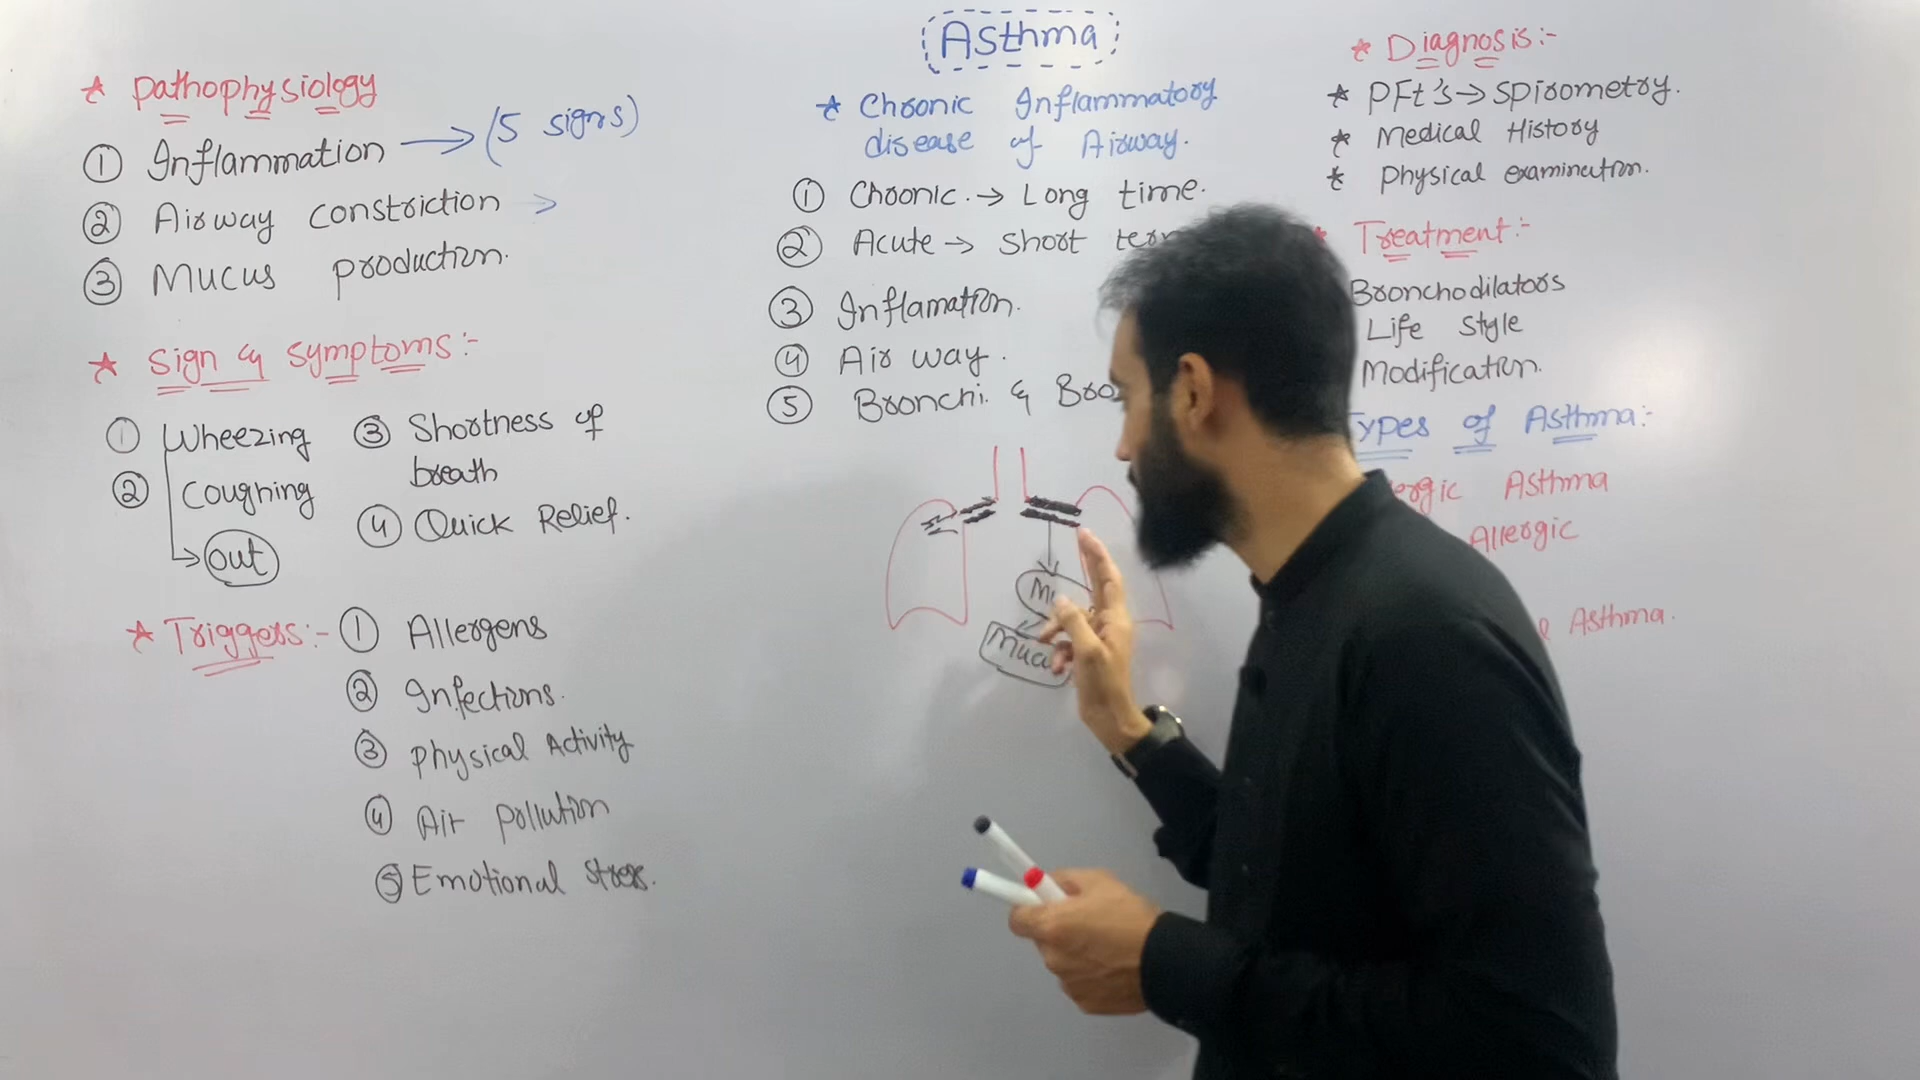 Asthma
* Pathophysiology
① Inflammation → (5 signs)
② Airway constriction >
③ Mucus production.
* Sign & Symptoms:-
① Wheezing
② Coughing
out
③ Shortness of
breath
④ Quick Relief.
* Triggers:-
① Allergens
② Infections.
③ Physical Activity
④ Air pollution
⑤ Emotional Stress.
* Chronic Inflammatory
disease of Airway.
① Chronic. → Long time.
② Acute → Short
③ Inflamation.
④ Air way.
⑤ Bronchi. &
* Diagnosis:-
* PFt's → Spirometry.
* Medical History
* Physical examination.
Treatment:-
Bronchodilators
Life Style
Modification.
Types of Asthma:-
Asthma
Allergic
Asthma.